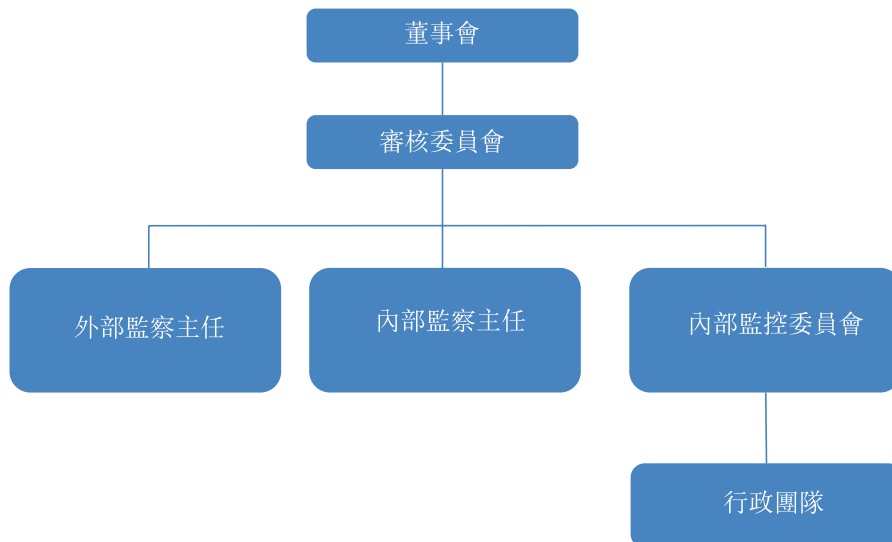 董事會
審核委員會
外部監察主任
內部監察主任
內部監控委員會
行政團隊